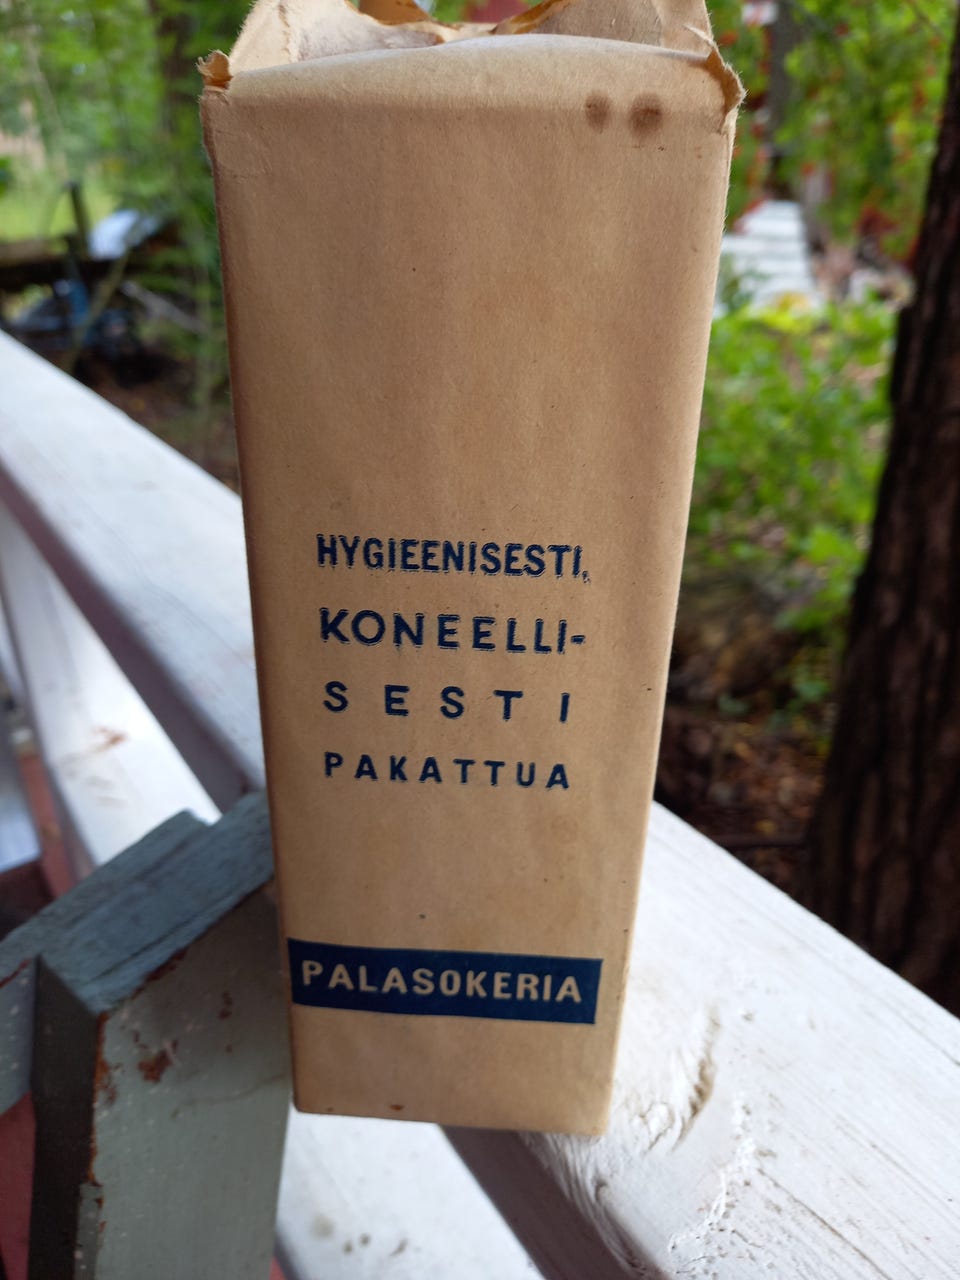 HYGIEENISESTI,
KONEELLI-
SESTI
PAKATTUA
PALASOKERIA